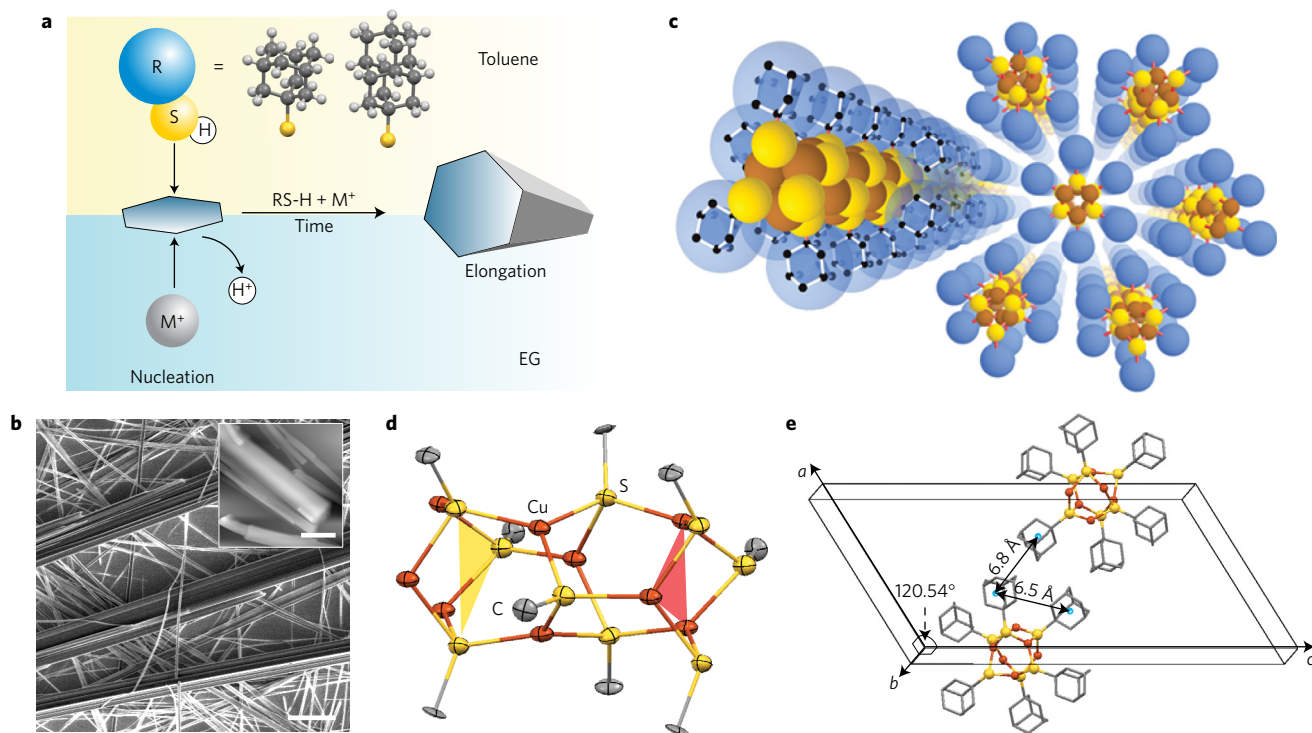 a
R
=
S
H
Toluene
RS-H + M⁺
Time
Elongation
H⁺
M⁺
EG
Nucleation
c
b
d
S
Cu
C
e
a
6.8 Å
6.5 Å
120.54°
b
c